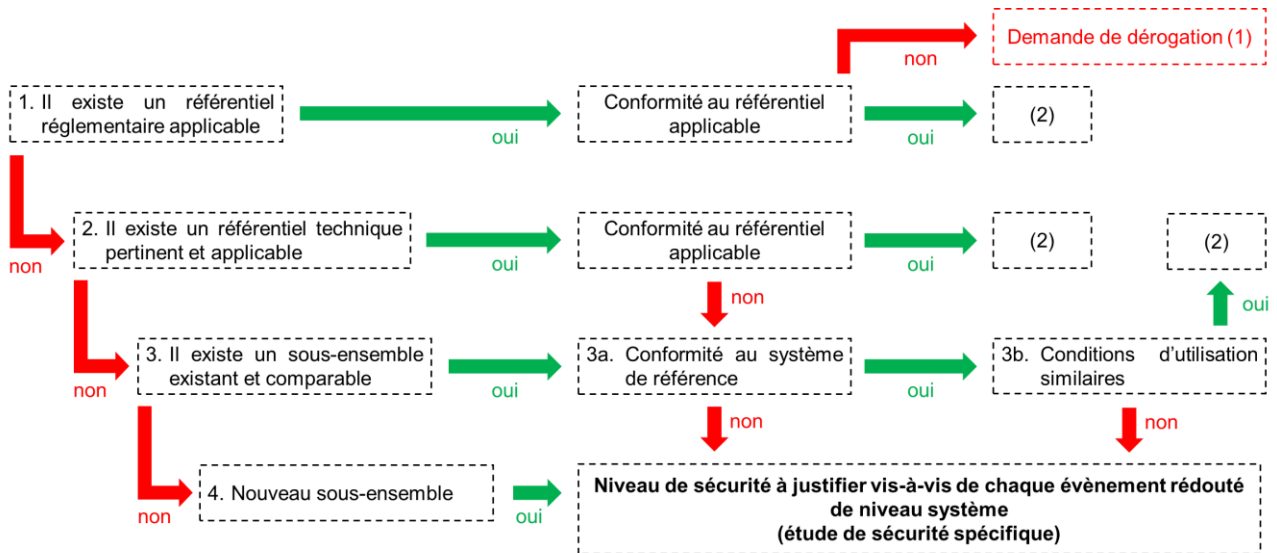 Demande de dérogation (1)
non
1. Il existe un référentiel
réglementaire applicable
oui
Conformité au référentiel
applicable
oui
(2)
non
2. Il existe un référentiel technique
pertinent et applicable
oui
Conformité au référentiel
applicable
oui
(2)
(2)
non
oui
non
3. Il existe un sous-ensemble
existant et comparable
oui
3a. Conformité au système
de référence
oui
3b. Conditions d'utilisation
similaires
non
non
non
4. Nouveau sous-ensemble
oui
Niveau de sécurité à justifier vis-à-vis de chaque évènement rédouté
de niveau système
(étude de sécurité spécifique)